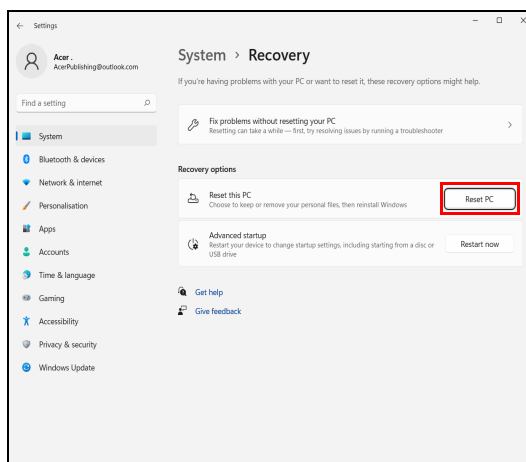 Settings
Acer .
AcerPublishing@outlook.com
Find a setting
System
Bluetooth & devices
Network & internet
Personalisation
Apps
Accounts
Time & language
Gaming
Accessibility
Privacy & security
Windows Update
System > Recovery
If you're having problems with your PC or want to reset it, these recovery options might help.
Fix problems without resetting your PC
Resetting can take a while — first, try resolving issues by running a troubleshooter
Recovery options
Reset this PC
Choose to keep or remove your personal files, then reinstall Windows
Reset PC
Advanced startup
Restart your device to change startup settings, including starting from a disc or
USB drive
Restart now
Get help
Give feedback